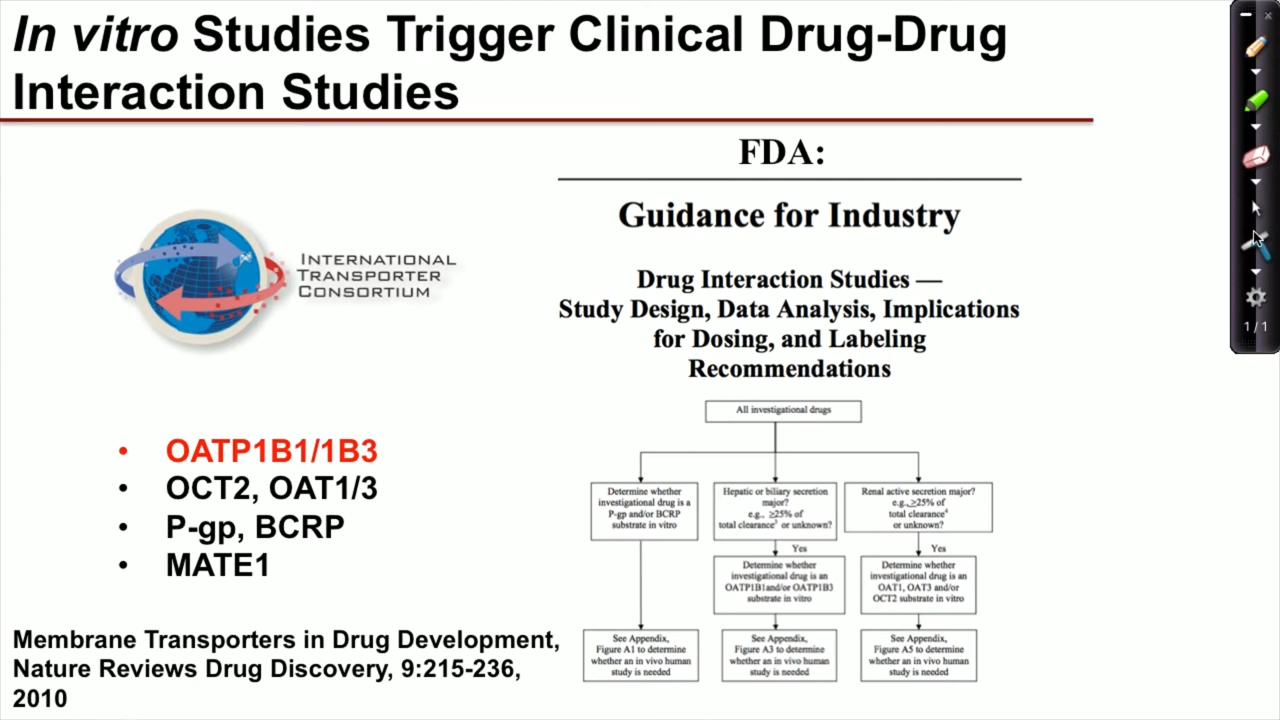 In vitro Studies Trigger Clinical Drug-Drug
Interaction Studies
FDA:
Guidance for Industry
INTERNATIONAL
TRANSPORTER
CONSORTIUM
Drug Interaction Studies —
Study Design, Data Analysis, Implications
for Dosing, and Labeling
Recommendations
• OATP1B1/1B3
• OCT2, OAT1/3
• P-gp, BCRP
• MATE1
All investigational drugs
Determine whether
investigational drug is a
P-gp and/or BCRP
substrate in vitro
Hepatic or biliary secretion
major?
e.g., ≥25% of
total clearance³ or unknown?
Renal active secretion major?
e.g.,≥25% of
total clearance⁴
or unknown?
Yes
Yes
Determine whether
investigational drug is an
OATP1B1and/or OATP1B3
substrate in vitro
Determine whether
investigational drug is an
OAT1, OAT3 and/or
OCT2 substrate in vitro
See Appendix,
Figure A1 to determine
whether an in vivo human
study is needed
See Appendix,
Figure A3 to determine
whether an in vivo human
study is needed
See Appendix,
Figure A5 to determine
whether an in vivo human
study is needed
Membrane Transporters in Drug Development,
Nature Reviews Drug Discovery, 9:215-236,
2010
1 / 1